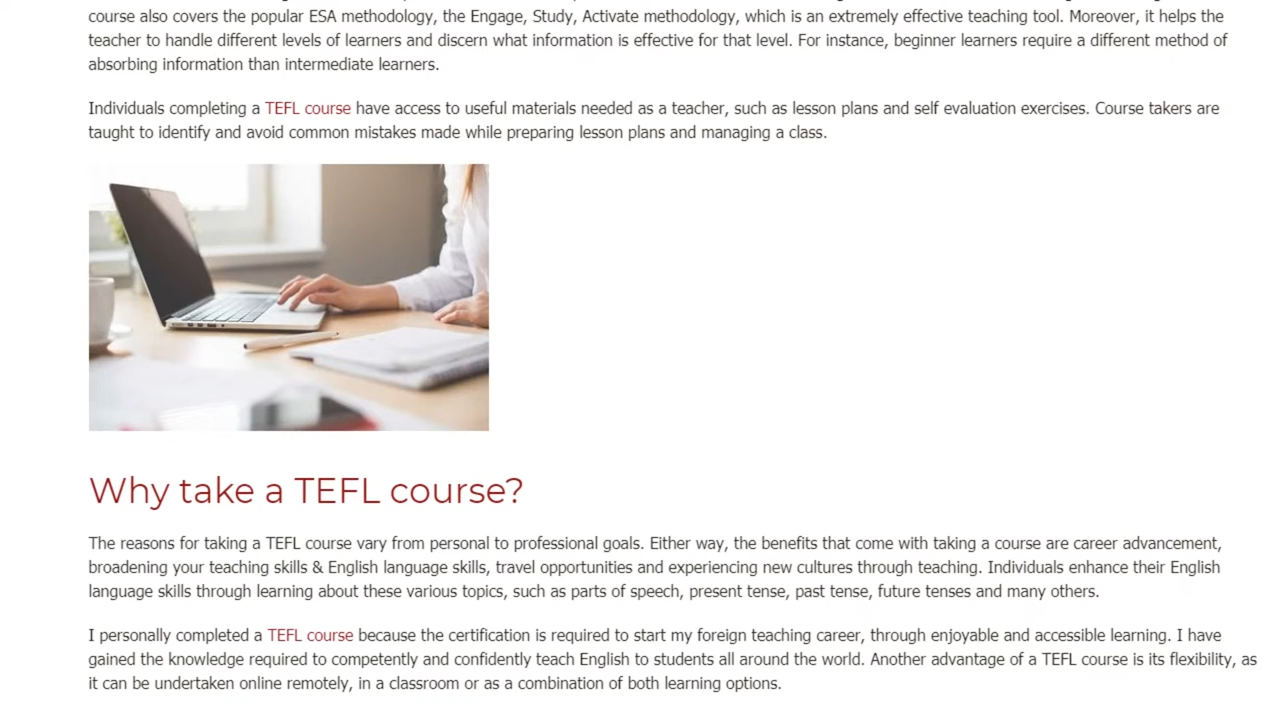 course also covers the popular ESA methodology, the Engage, Study, Activate methodology, which is an extremely effective teaching tool. Moreover, it helps the
teacher to handle different levels of learners and discern what information is effective for that level. For instance, beginner learners require a different method of
absorbing information than intermediate learners.
Individuals completing a TEFL course have access to useful materials needed as a teacher, such as lesson plans and self evaluation exercises. Course takers are
taught to identify and avoid common mistakes made while preparing lesson plans and managing a class.
Why take a TEFL course?
The reasons for taking a TEFL course vary from personal to professional goals. Either way, the benefits that come with taking a course are career advancement,
broadening your teaching skills & English language skills, travel opportunities and experiencing new cultures through teaching. Individuals enhance their English
language skills through learning about these various topics, such as parts of speech, present tense, past tense, future tenses and many others.
I personally completed a TEFL course because the certification is required to start my foreign teaching career, through enjoyable and accessible learning. I have
gained the knowledge required to competently and confidently teach English to students all around the world. Another advantage of a TEFL course is its flexibility, as
it can be undertaken online remotely, in a classroom or as a combination of both learning options.